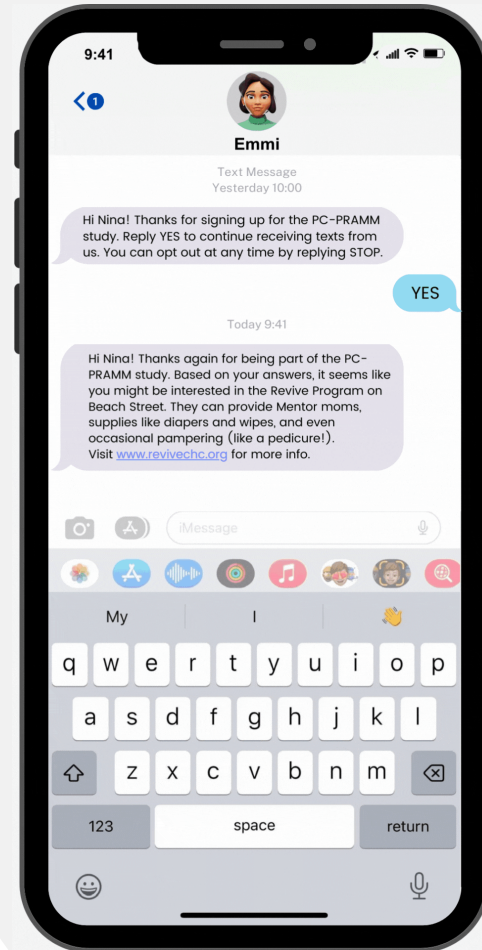 9:41
1
Emmi
Text Message
Yesterday 10:00
Hi Nina! Thanks for signing up for the PC-PRAMM
study. Reply YES to continue receiving texts from
us. You can opt out at any time by replying STOP.
YES
Today 9:41
Hi Nina! Thanks again for being part of the PC-
PRAMM study. Based on your answers, it seems like
you might be interested in the Revive Program on
Beach Street. They can provide Mentor moms,
supplies like diapers and wipes, and even
occasional pampering (like a pedicure!).
Visit www.revivechc.org for more info.
iMessage
My I 👋
q w e r t y u i o p
a s d f g h j k l
z x c v b n m
123 space return